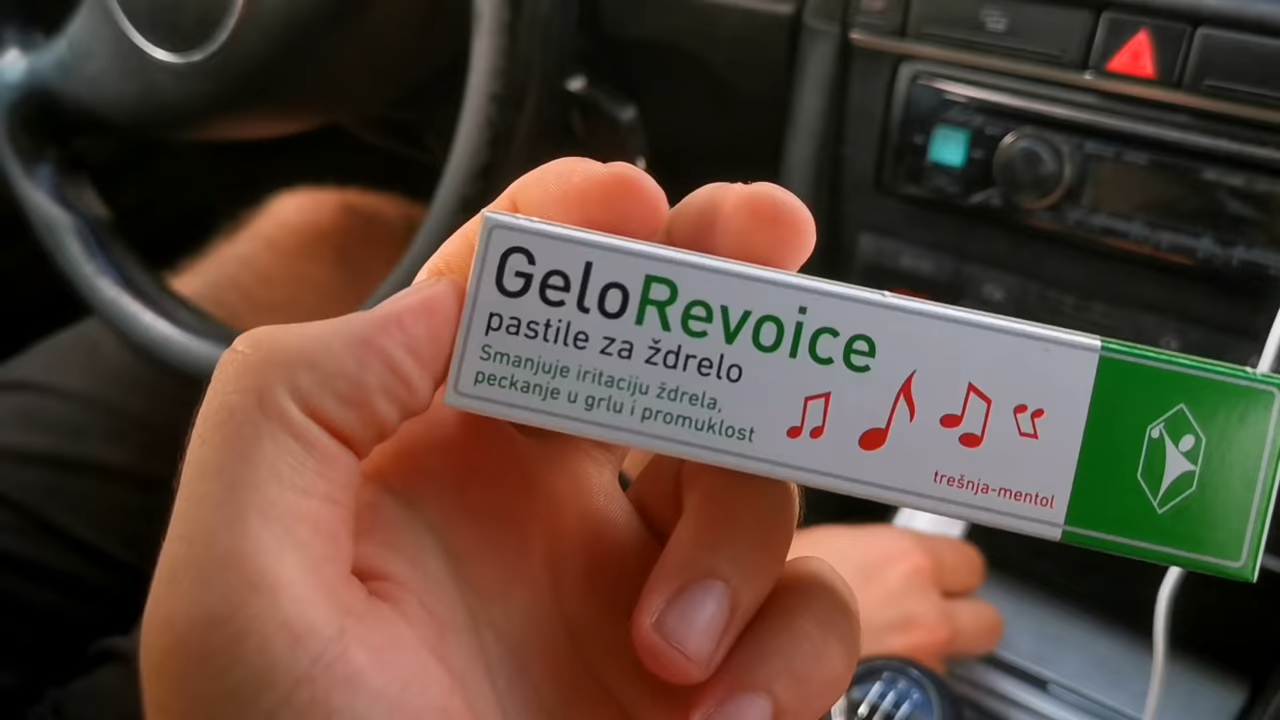 GeloRevoice
pastile za ždrelo
Smanjuje iritaciju ždrela,
peckanje u grlu i promuklost
trešnja-mentol